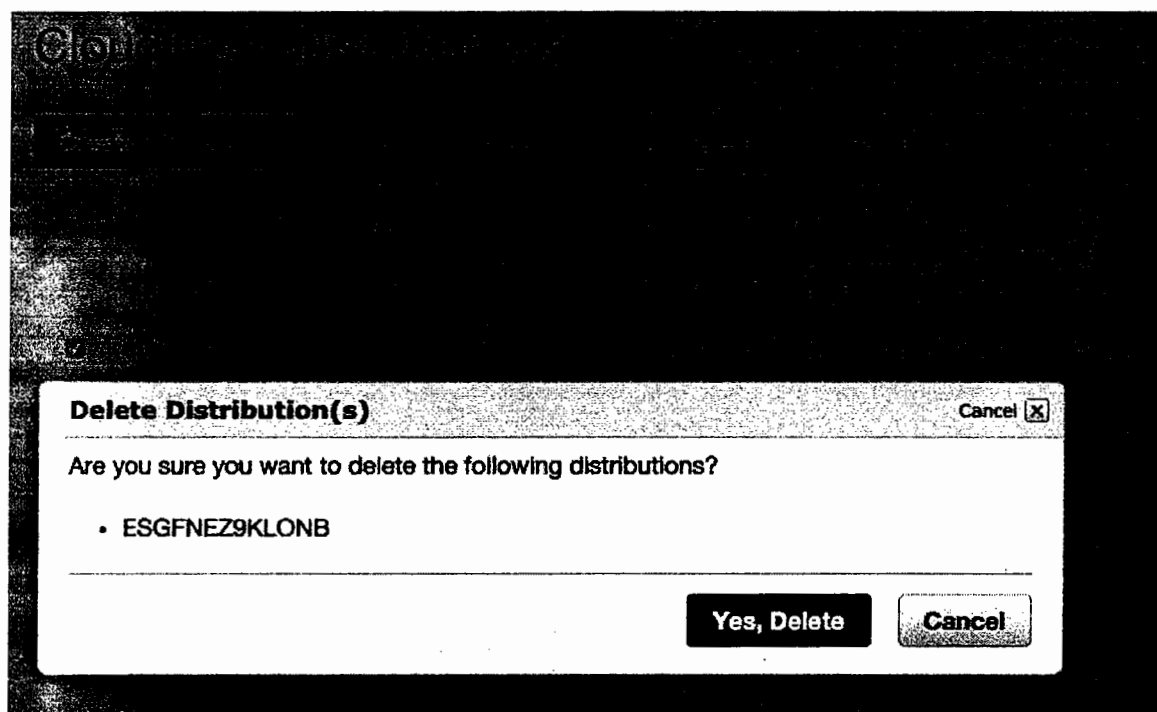 Delete Distribution(s)
Cancel
Are you sure you want to delete the following distributions?
• ESGFNEZ9KLONB
Yes, Delete
Cancel